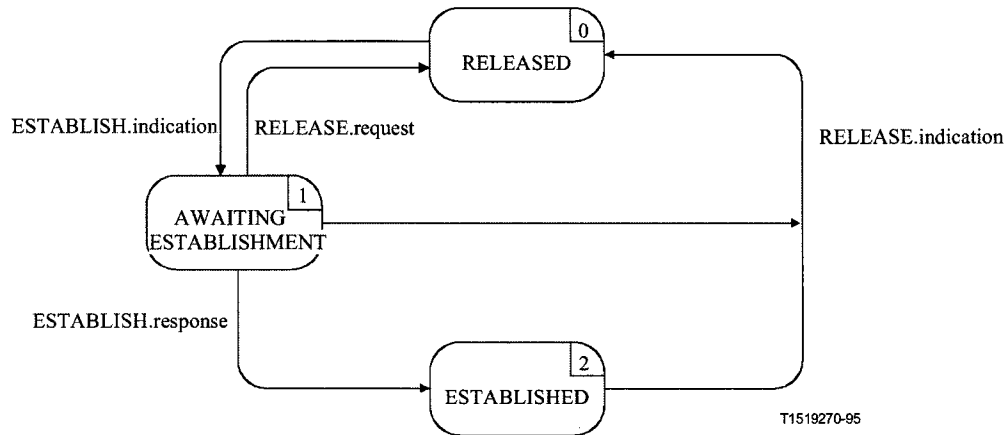 0
RELEASED
ESTABLISH.indication
RELEASE.request
RELEASE.indication
1
AWAITING
ESTABLISHMENT
ESTABLISH.response
2
ESTABLISHED
T1519270-95